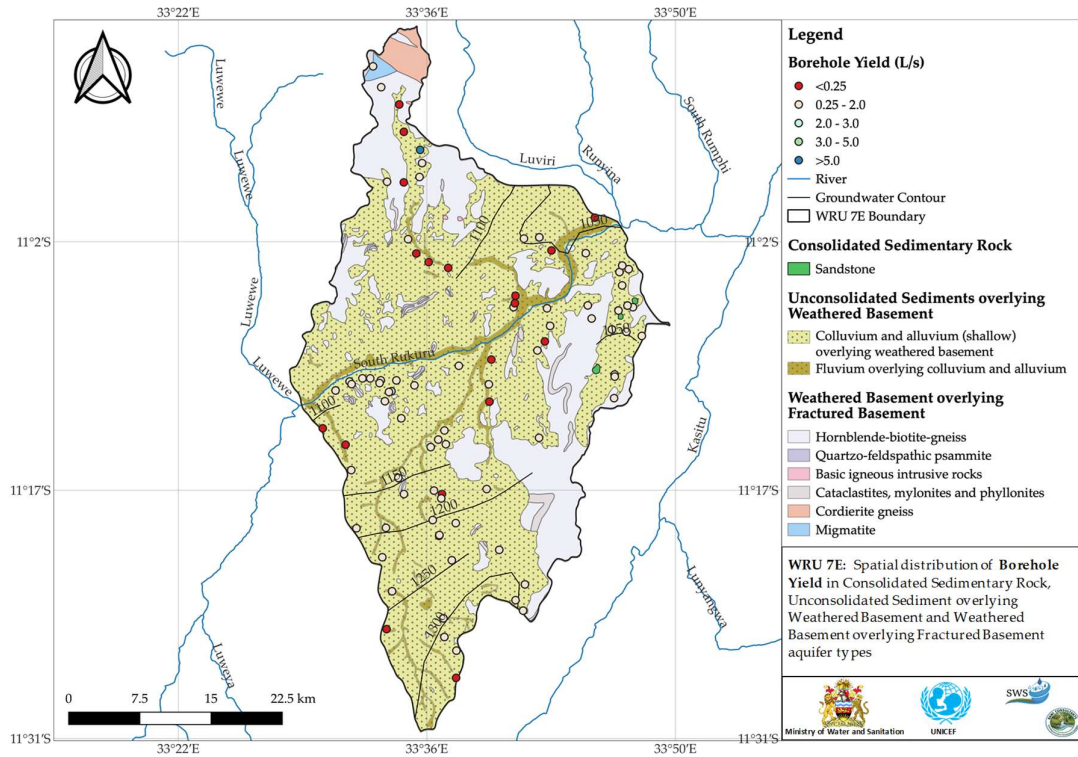 33°22'E 33°36'E 33°50'E
Luwewe
Luwewe
Luwewe
Luwewe
Luweya
Luviri
Runyina
South Rumphi
Kasitu
Lunyangwa
South Rukuru
1100
1050
1050
1100
1150
1200
1250
1300
11°2'S 11°2'S
11°17'S 11°17'S
11°31'S 11°31'S
0 7.5 15 22.5 km
33°22'E 33°36'E 33°50'E
Legend
Borehole Yield (L/s)
<0.25
0.25 - 2.0
2.0 - 3.0
3.0 - 5.0
>5.0
River
Groundwater Contour
WRU 7E Boundary
Consolidated Sedimentary Rock
Sandstone
Unconsolidated Sediments overlying
Weathered Basement
Colluvium and alluvium (shallow)
overlying weathered basement
Fluvium overlying colluvium and alluvium
Weathered Basement overlying
Fractured Basement
Hornblende-biotite-gneiss
Quartzo-feldspathic psammite
Basic igneous intrusive rocks
Cataclastites, mylonites and phyllonites
Cordierite gneiss
Migmatite
WRU 7E: Spatial distribution of Borehole
Yield in Consolidated Sedimentary Rock,
Unconsolidated Sediment overlying
Weathered Basement and Weathered
Basement overlying Fractured Basement
aquifer types
Ministry of Water and Sanitation
UNICEF
SWS